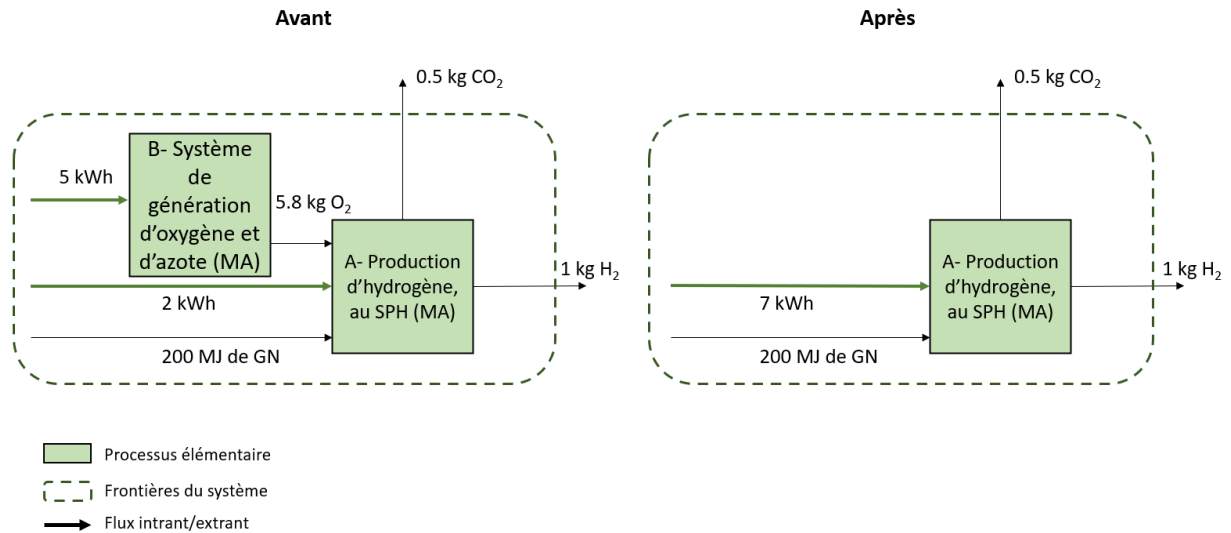 Avant
Après
0.5 kg CO₂
0.5 kg CO₂
B- Système
de
génération
d’oxygène et
d’azote (MA)
5 kWh
5.8 kg O₂
A- Production
d’hydrogène,
au SPH (MA)
1 kg H₂
2 kWh
200 MJ de GN
A- Production
d’hydrogène,
au SPH (MA)
1 kg H₂
7 kWh
200 MJ de GN
Processus élémentaire
Frontières du système
Flux intrant/extrant